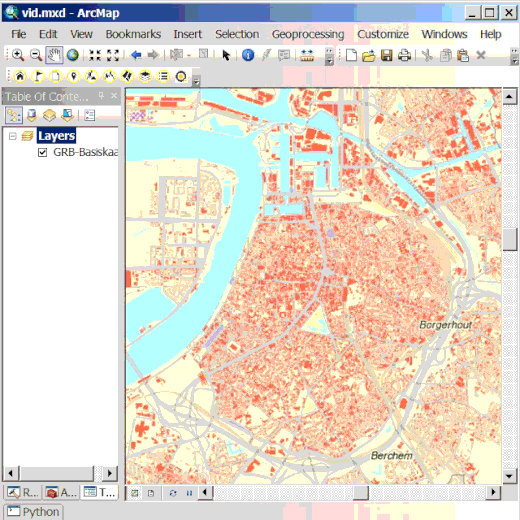 vid.mxd - ArcMap
File Edit View Bookmarks Insert Selection Geoprocessing Customize Windows Help
Table Of Conte...
Layers
GRB-Basiskaa
Borgerhout
Berchem
R... A... T...
Python